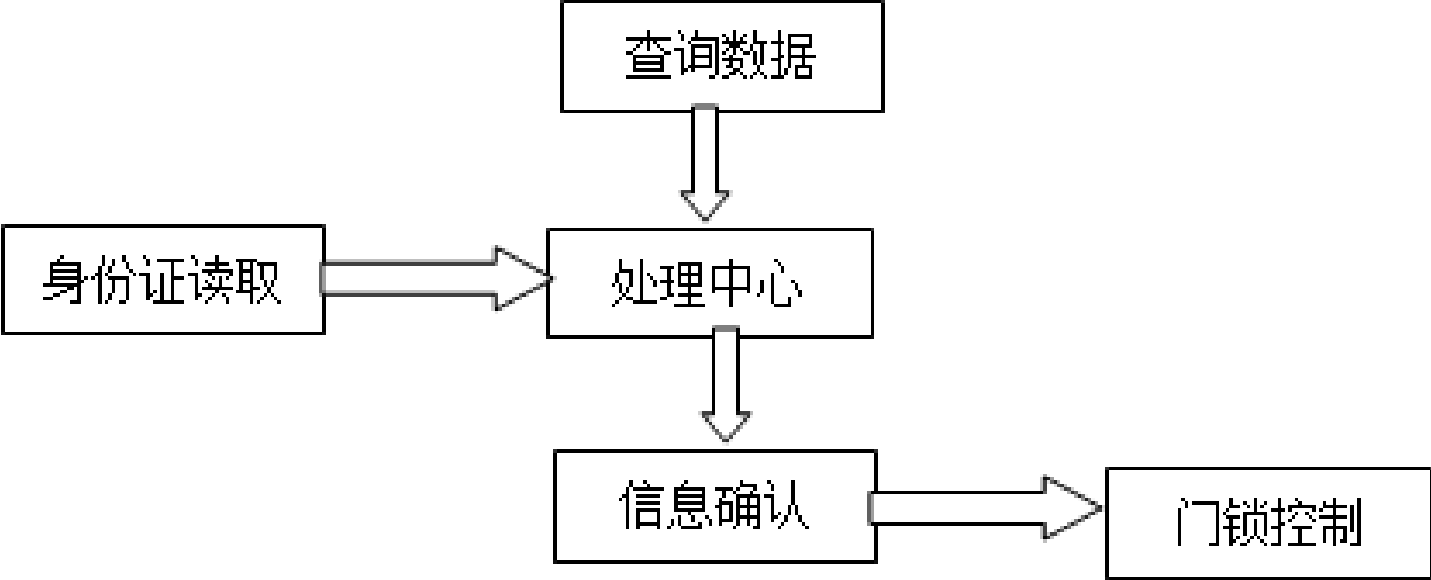 查询数据
身份证读取
处理中心
信息确认
门锁控制